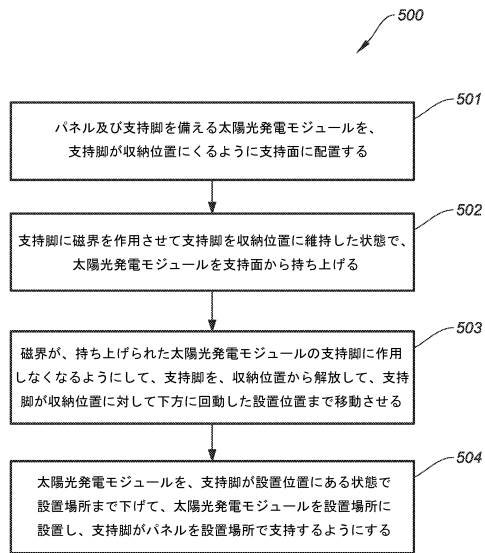 500
501
パネル及び支持脚を備える太陽光発電モジュールを、
支持脚が収納位置にくるように支持面に配置する
502
支持脚に磁界を作用させて支持脚を収納位置に維持した状態で、
太陽光発電モジュールを支持面から持ち上げる
503
磁界が、持ち上げられた太陽光発電モジュールの支持脚に作用
しなくなるようにして、支持脚を、収納位置から解放して、支持
脚が収納位置に対して下方に回動した設置位置まで移動させる
504
太陽光発電モジュールを、支持脚が設置位置にある状態で
設置場所まで下げて、太陽光発電モジュールを設置場所に
設置し、支持脚がパネルを設置場所で支持するようにする